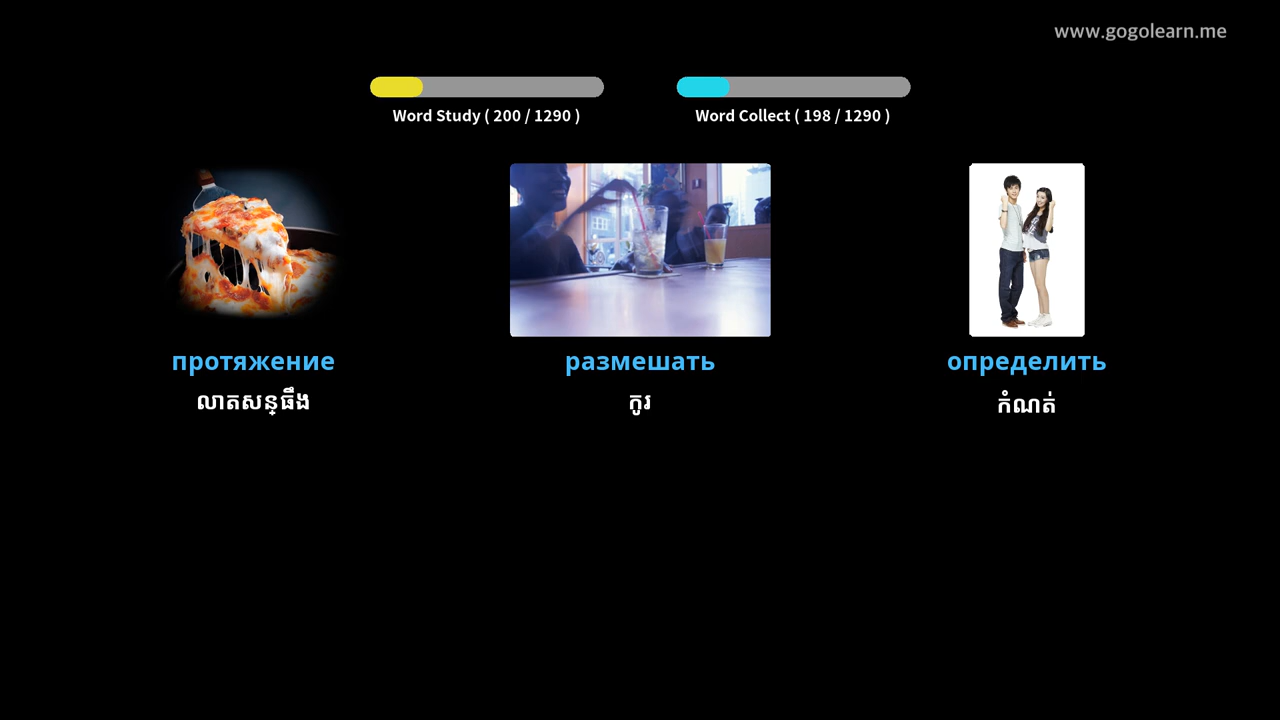 www.gogolearn.me
Word Study ( 200 / 1290 )
Word Collect ( 198 / 1290 )
протяжение
размешать
определить
លាតសន្ធឹង
កូរ
កំណត់